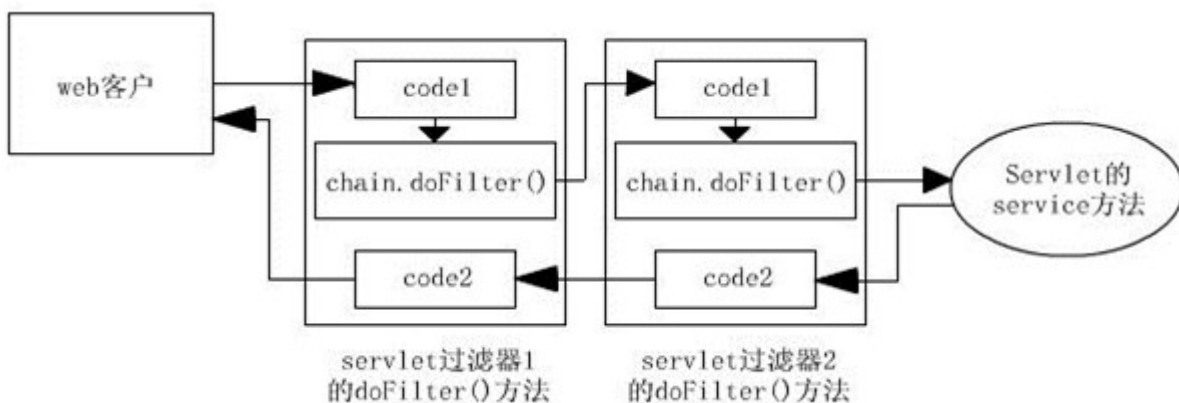 web客户
code1
chain.doFilter()
code2
servlet过滤器1
的doFilter()方法
code1
chain.doFilter()
code2
servlet过滤器2
的doFilter()方法
Servlet的
service方法